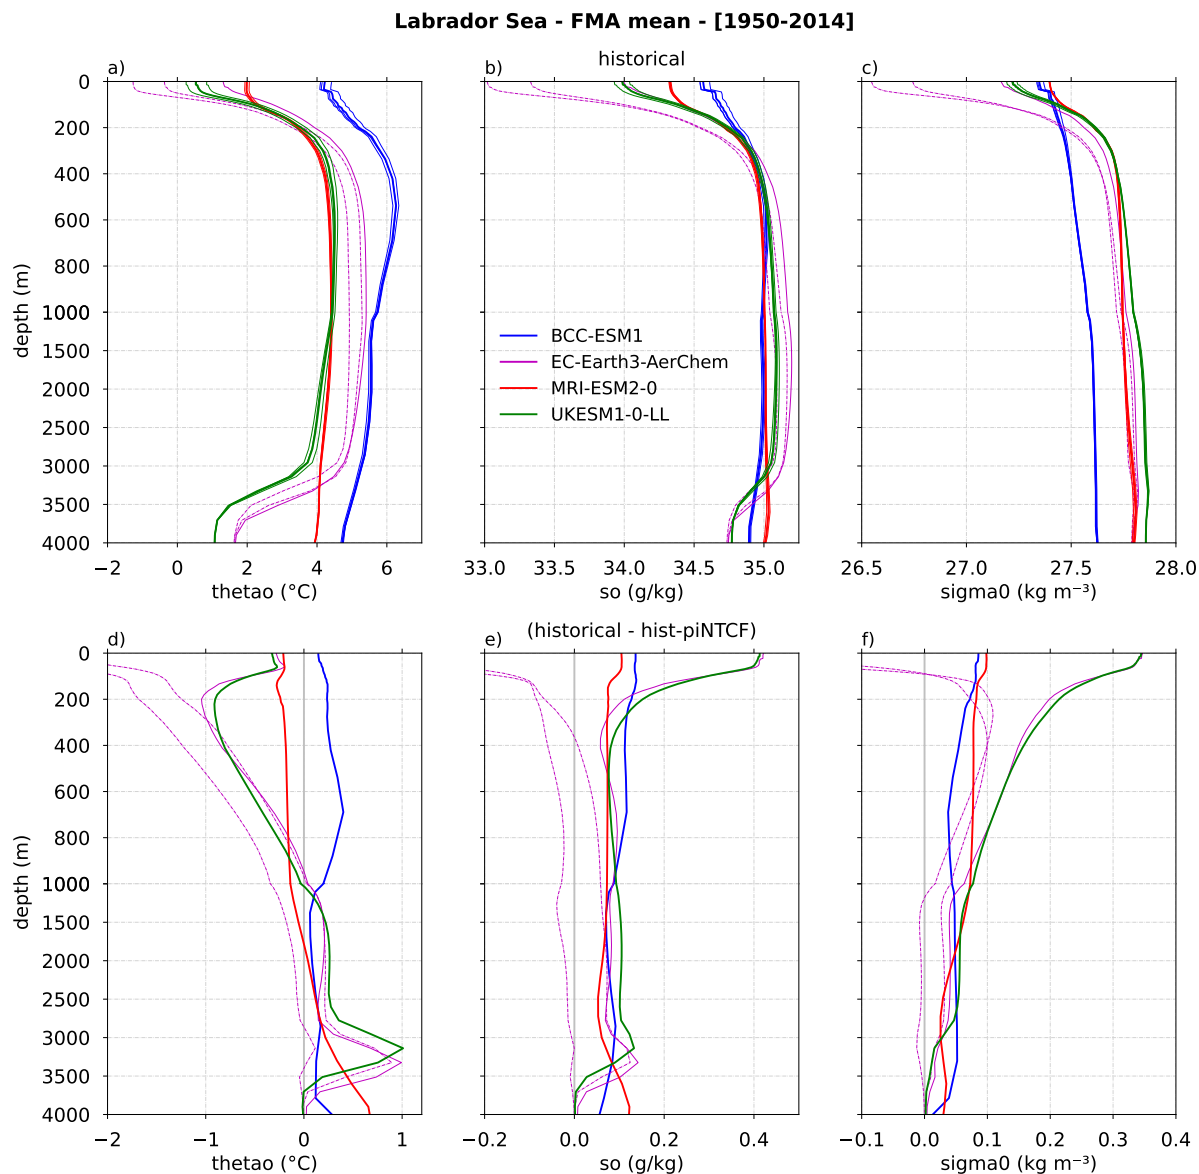 Labrador Sea - FMA mean - [1950-2014]
historical
a)
b)
c)
0
200
400
600
800
1000
1500
2000
2500
3000
3500
4000
depth (m)
BCC-ESM1
EC-Earth3-AerChem
MRI-ESM2-0
UKESM1-0-LL
−2 0 2 4 6
33.0 33.5 34.0 34.5 35.0
26.5 27.0 27.5 28.0
thetao (°C)
so (g/kg)
sigma0 (kg m⁻³)
(historical - hist-piNTCF)
d)
e)
f)
0
200
400
600
800
1000
1500
2000
2500
3000
3500
4000
depth (m)
−2 −1 0 1
−0.2 0.0 0.2 0.4
−0.1 0.0 0.1 0.2 0.3 0.4
thetao (°C)
so (g/kg)
sigma0 (kg m⁻³)